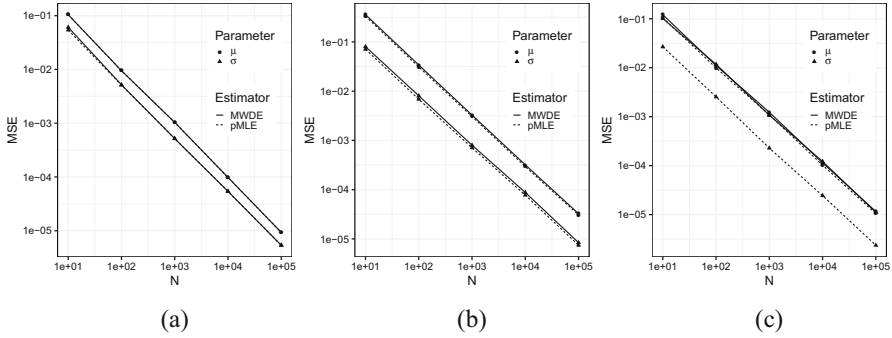 1e−01
1e−02
1e−03
1e−04
1e−05
MSE
Parameter
μ
σ
Estimator
MWDE
pMLE
1e+01 1e+02 1e+03 1e+04 1e+05
N
(a)
1e−01
1e−02
1e−03
1e−04
1e−05
MSE
Parameter
μ
σ
Estimator
MWDE
pMLE
1e+01 1e+02 1e+03 1e+04 1e+05
N
(b)
1e−01
1e−02
1e−03
1e−04
1e−05
MSE
Parameter
μ
σ
Estimator
MWDE
pMLE
1e+01 1e+02 1e+03 1e+04 1e+05
N
(c)